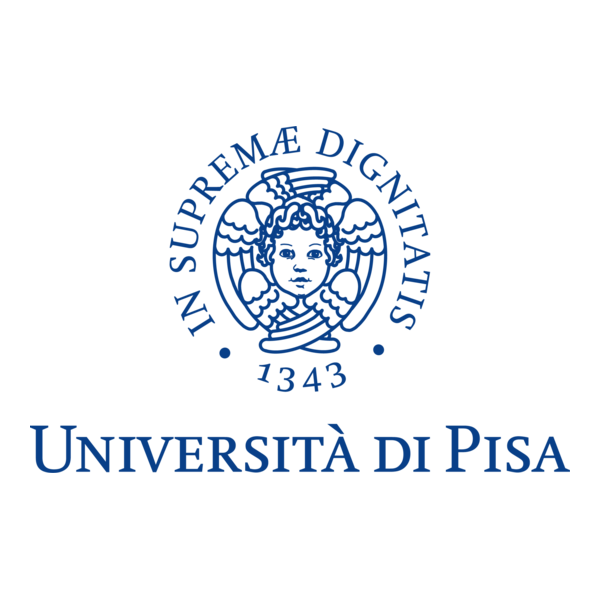 IN SUPREMÆ DIGNITATIS
· 1343 ·
UNIVERSITÀ DI PISA